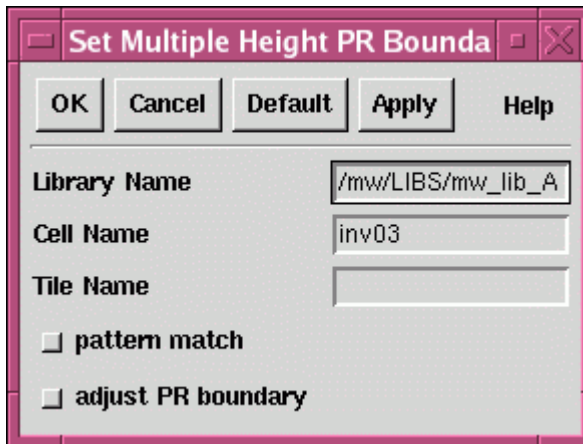 Set Multiple Height PR Bounda
OK Cancel Default Apply Help
Library Name /mw/LIBS/mw_lib_A
Cell Name inv03
Tile Name
pattern match
adjust PR boundary